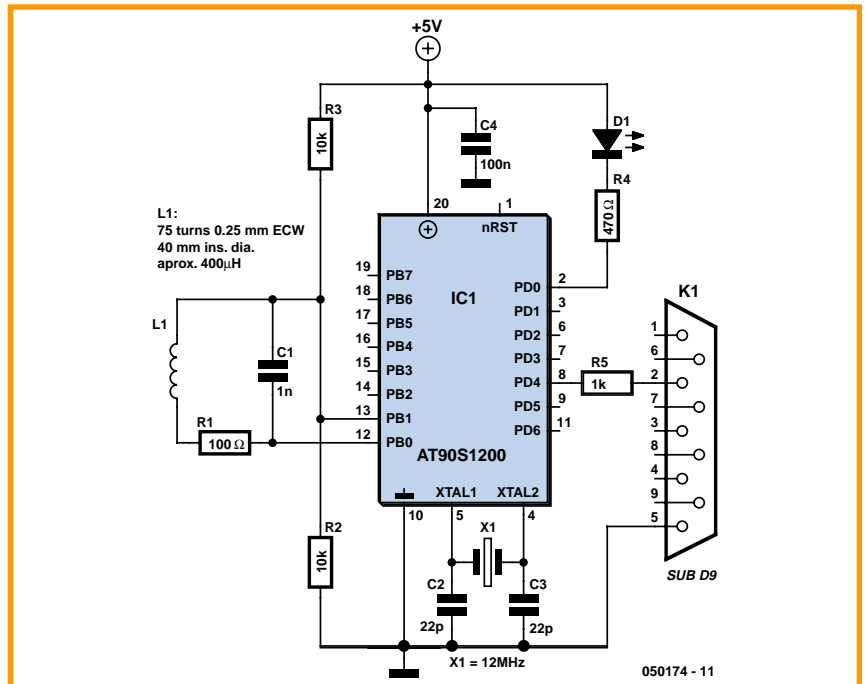 +5V
R3
10k
C4
100n
D1
R4
470Ω
L1:
75 turns 0.25 mm ECW
40 mm ins. dia.
aprox. 400µH
20
1
nRST
IC1
19 PB7
18 PB6
17 PB5
16 PB4
15 PB3
14 PB2
13 PB1
12 PB0
PD0 2
PD1 3
PD2 6
PD3 7
PD4 8
PD5 9
PD6 11
AT90S1200
XTAL1 XTAL2
10 5 4
L1
C1
1n
R1
100Ω
R5
1k
K1
1
6
2
7
3
8
4
9
5
SUB D9
R2
10k
X1
C2
22p
C3
22p
X1 = 12MHz
050174 - 11